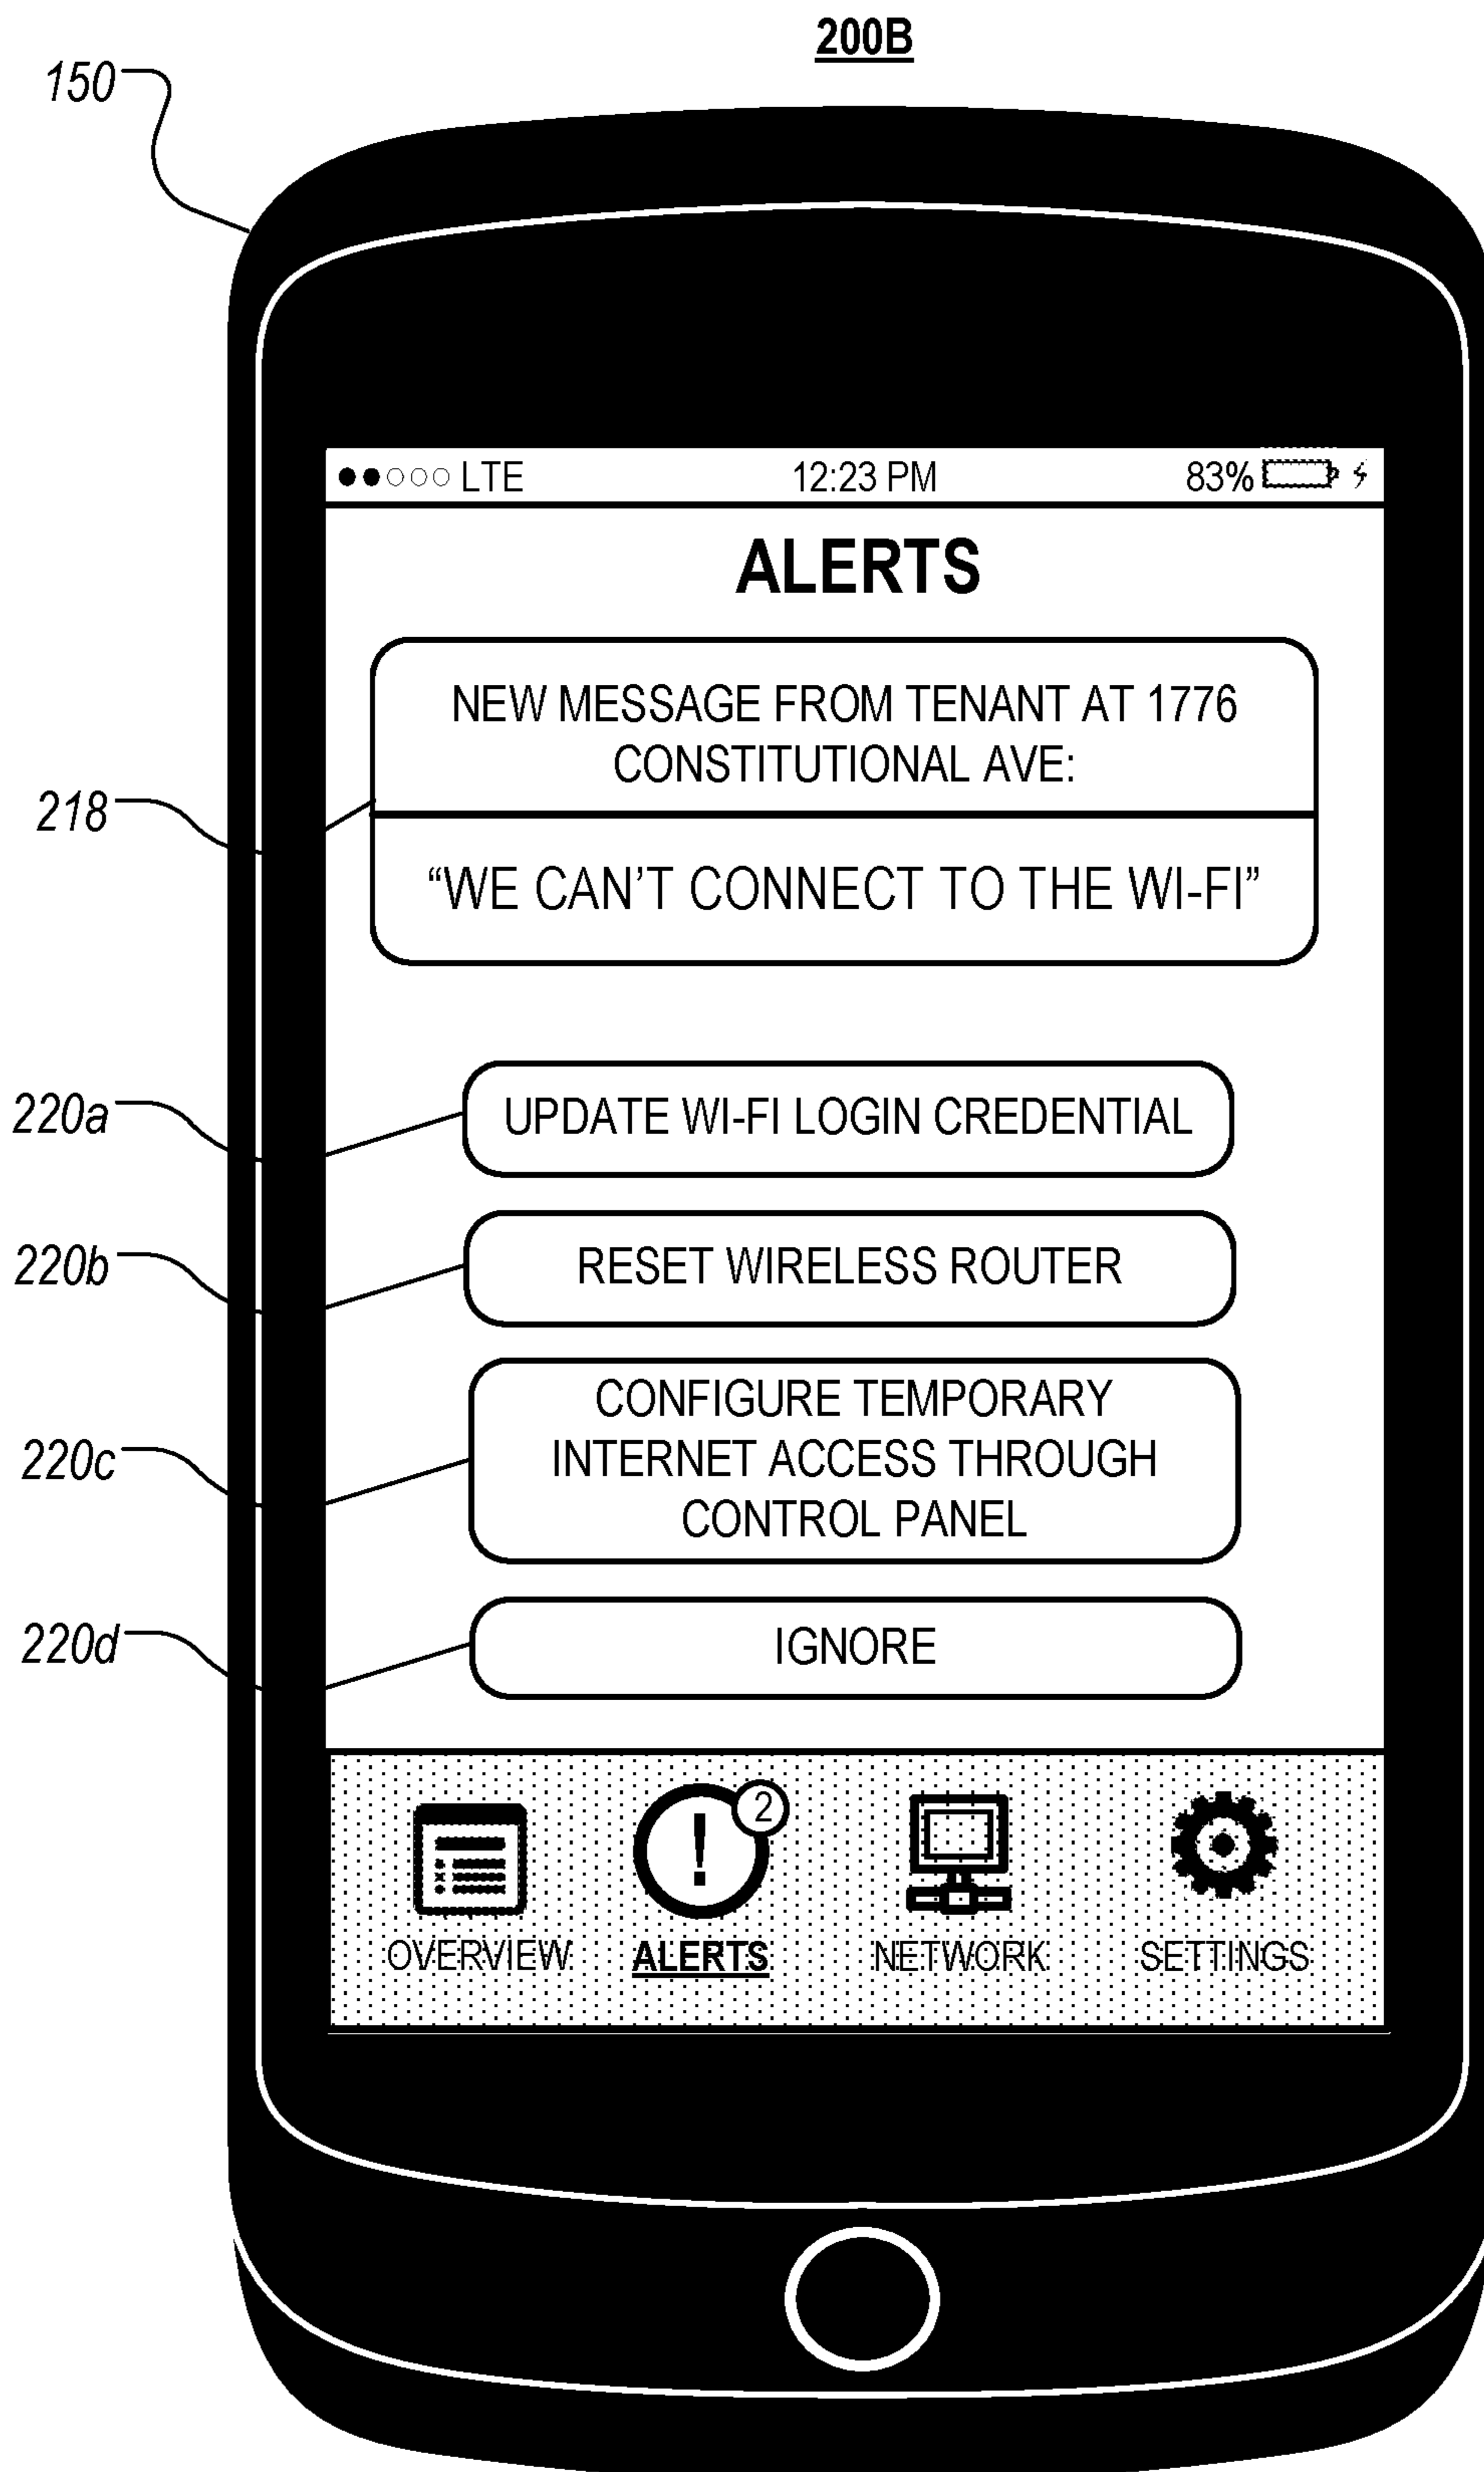 200B
150
●●○○○ LTE 12:23 PM 83%
ALERTS
NEW MESSAGE FROM TENANT AT 1776
CONSTITUTIONAL AVE:
218
“WE CAN’T CONNECT TO THE WI-FI”
220a
UPDATE WI-FI LOGIN CREDENTIAL
220b
RESET WIRELESS ROUTER
220c
CONFIGURE TEMPORARY
INTERNET ACCESS THROUGH
CONTROL PANEL
220d
IGNORE
! 2
OVERVIEW ALERTS NETWORK SETTINGS